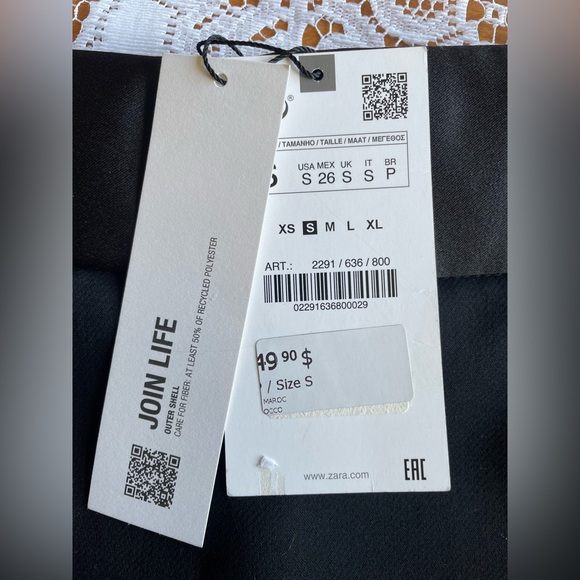 JOIN LIFE
OUTER SHELL
CARE FOR FIBER: AT LEAST 50% OF RECYCLED POLYESTER
®
/ TAMANHO / TAILLE / MAAT / ΜΕΓΕΘΟΣ
S
USA MEX UK IT BR
S 26 S S P
XS S M L XL
ART.: 2291 / 636 / 800
02291636800029
49 90 $
/ Size S
MAROC
OCCO
www.zara.com
EAC